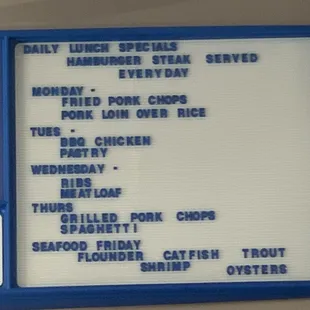 DAILY LUNCH SPECIALS
HAMBURGER STEAK SERVED
EVERYDAY
MONDAY -
FRIED PORK CHOPS
PORK LOIN OVER RICE
TUES -
BBQ CHICKEN
PASTRY
WEDNESDAY -
RIBS
MEATLOAF
THURS
GRILLED PORK CHOPS
SPAGHETTI
SEAFOOD FRIDAY
FLOUNDER CATFISH TROUT
SHRIMP OYSTERS